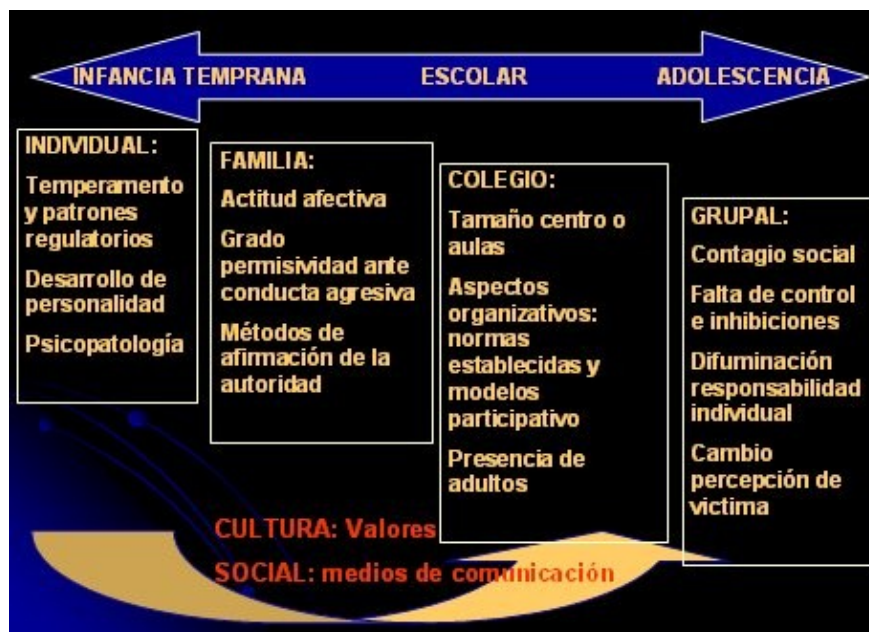 INFANCIA TEMPRANA ESCOLAR ADOLESCENCIA
INDIVIDUAL:
Temperamento
y patrones
regulatorios
Desarrollo de
personalidad
Psicopatología
FAMILIA:
Actitud afectiva
Grado
permisividad ante
conducta agresiva
Métodos de
afirmación de la
autoridad
COLEGIO:
Tamaño centro o
aulas
Aspectos
organizativos:
normas
establecidas y
modelos
participativo
Presencia de
adultos
GRUPAL:
Contagio social
Falta de control
e inhibiciones
Difuminación
responsabilidad
individual
Cambio
percepción de
victima
CULTURA: Valores
SOCIAL: medios de comunicación